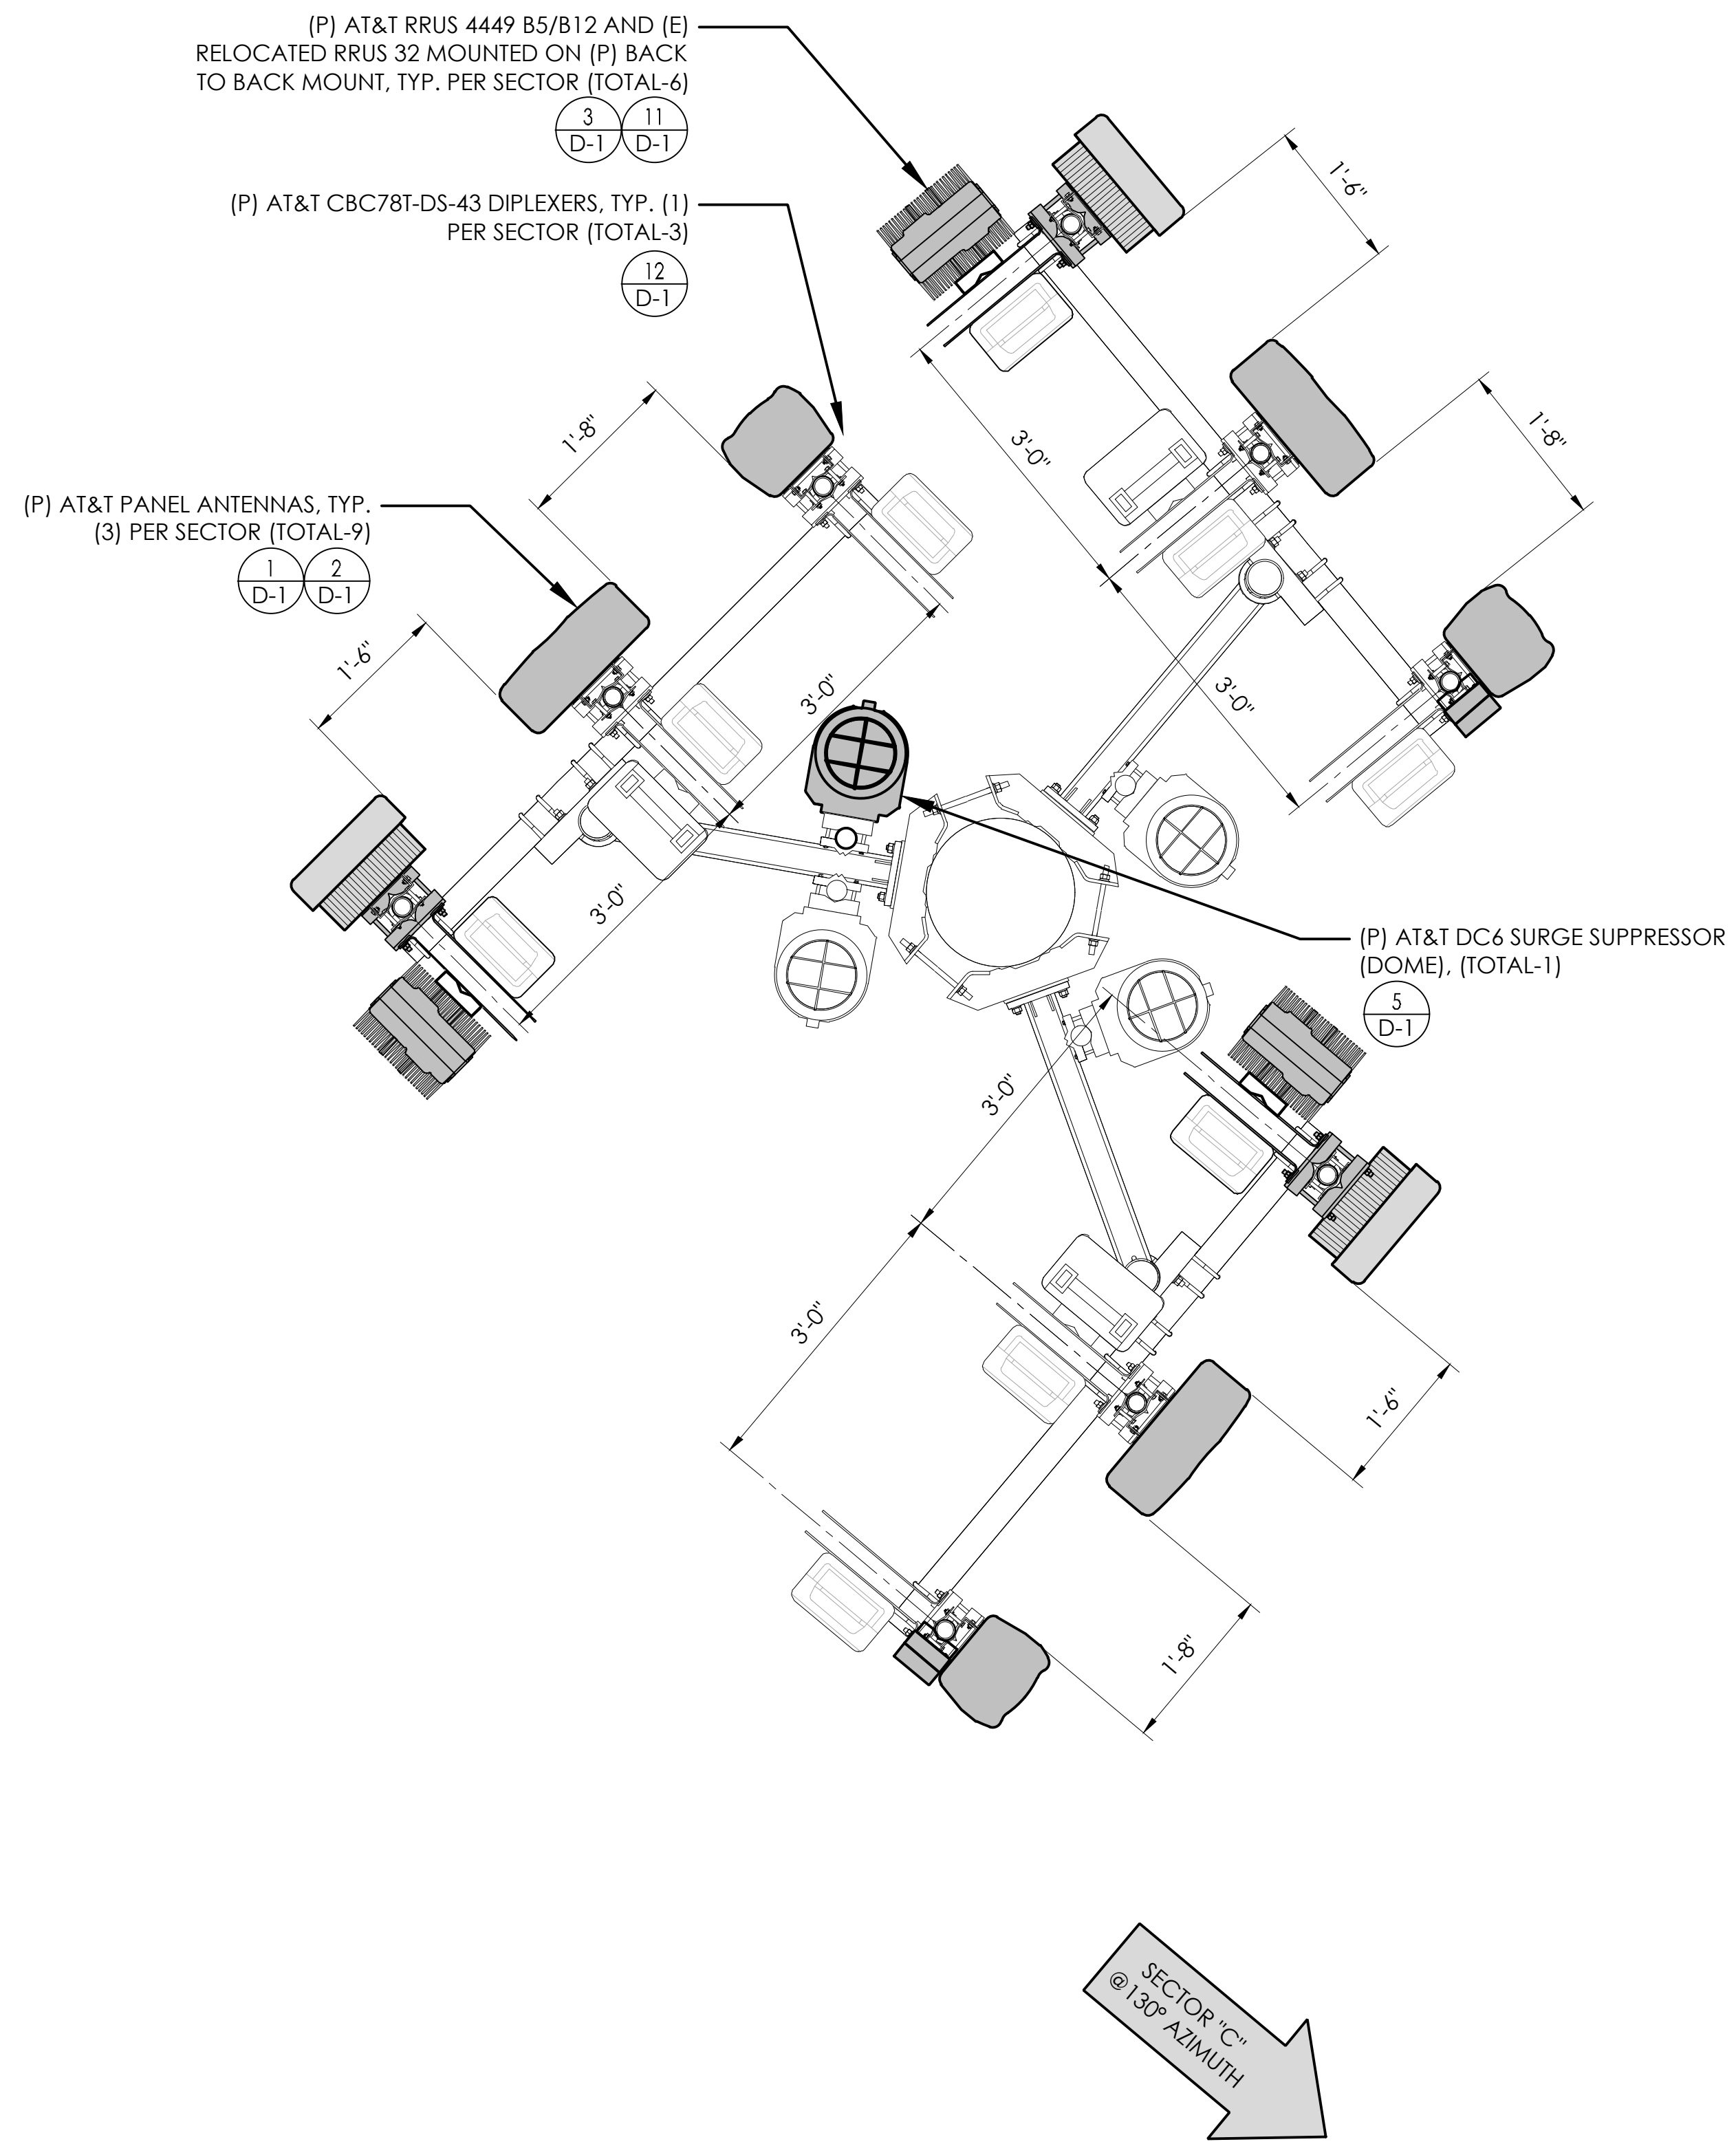 (P) AT&T RRUS 4449 B5/B12 AND (E)
RELOCATED RRUS 32 MOUNTED ON (P) BACK
TO BACK MOUNT, TYP. PER SECTOR (TOTAL-6)
3
D-1
11
D-1
(P) AT&T CBC78T-DS-43 DIPLEXERS, TYP. (1)
PER SECTOR (TOTAL-3)
12
D-1
(P) AT&T PANEL ANTENNAS, TYP.
(3) PER SECTOR (TOTAL-9)
1
D-1
2
D-1
1'-6"
1'-8"
3'-0"
3'-0"
1'-8"
1'-6"
3'-0"
3'-0"
(P) AT&T DC6 SURGE SUPPRESSOR
(DOME), (TOTAL-1)
5
D-1
3'-0"
3'-0"
1'-6"
1'-8"
SECTOR "C"
@130° AZIMUTH